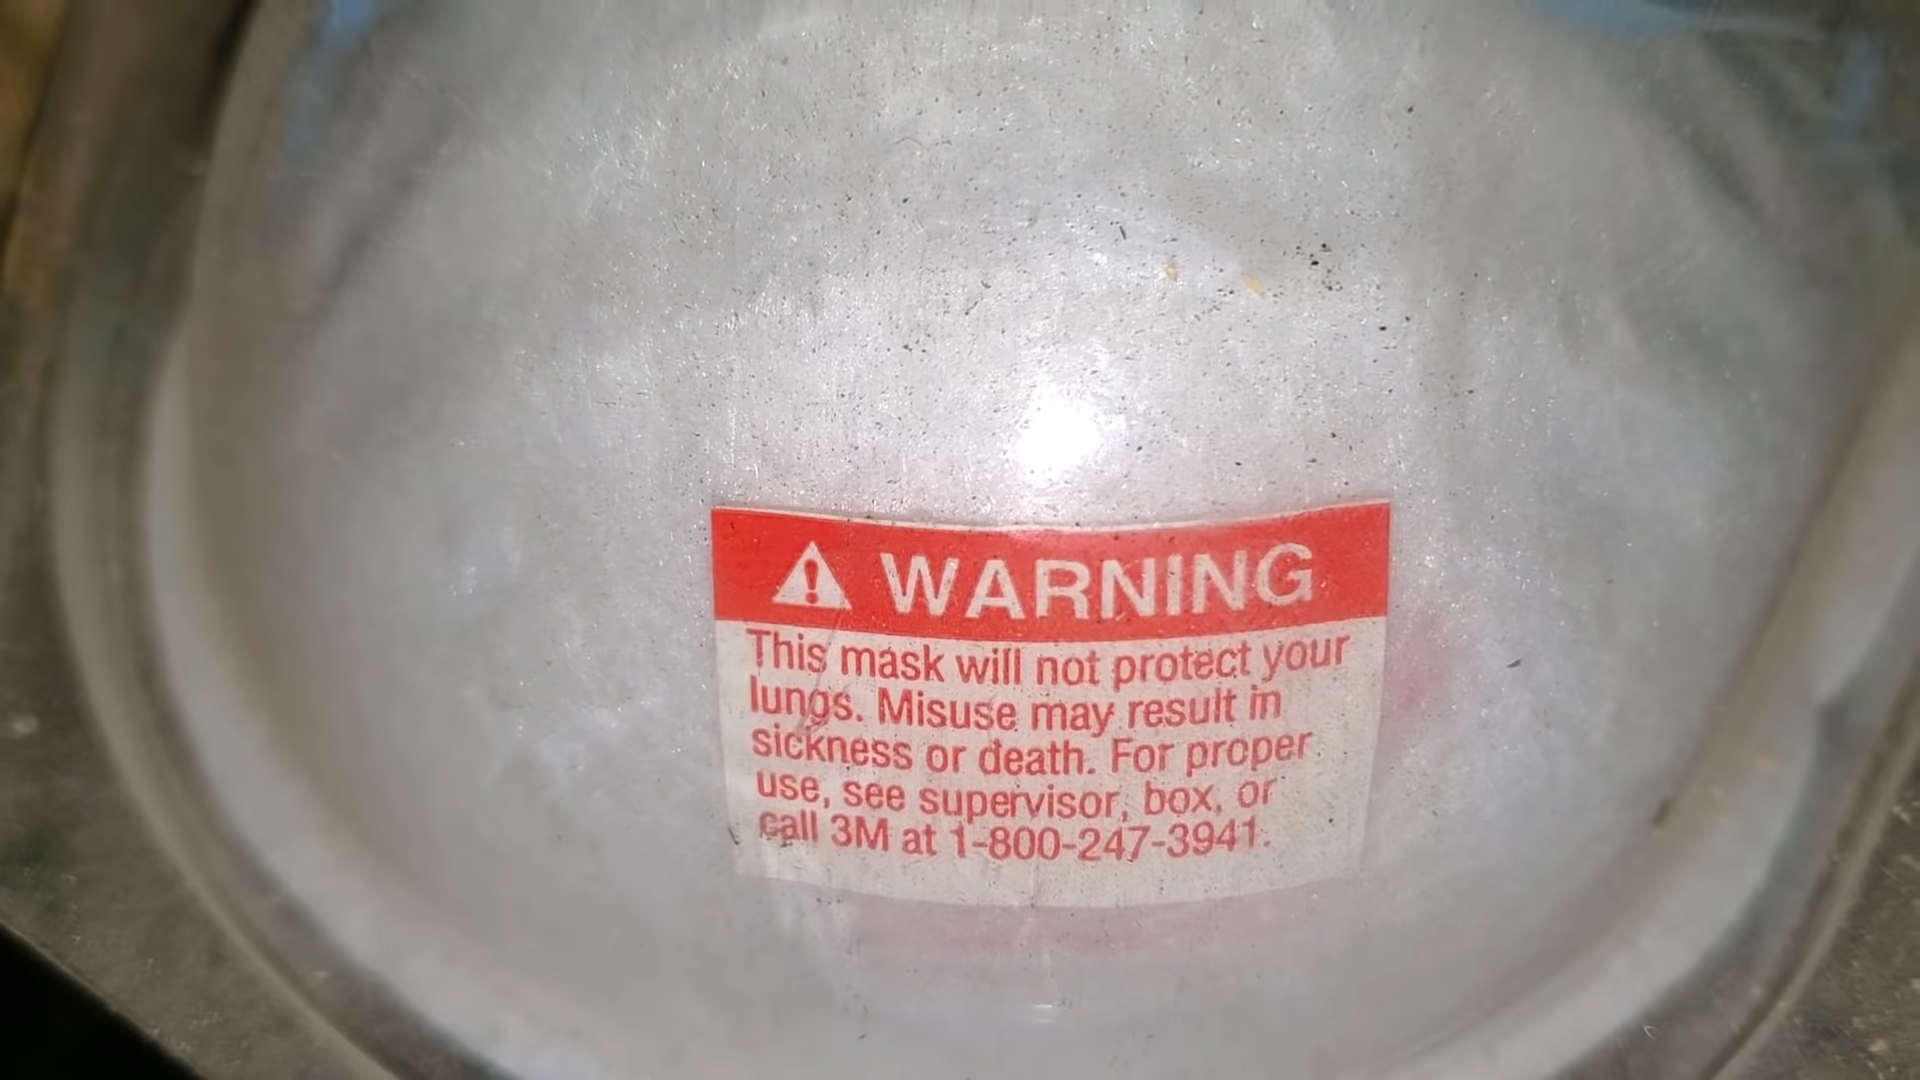 WARNING
This mask will not protect your
lungs. Misuse may result in
sickness or death. For proper
use, see supervisor, box, or
call 3M at 1-800-247-3941.